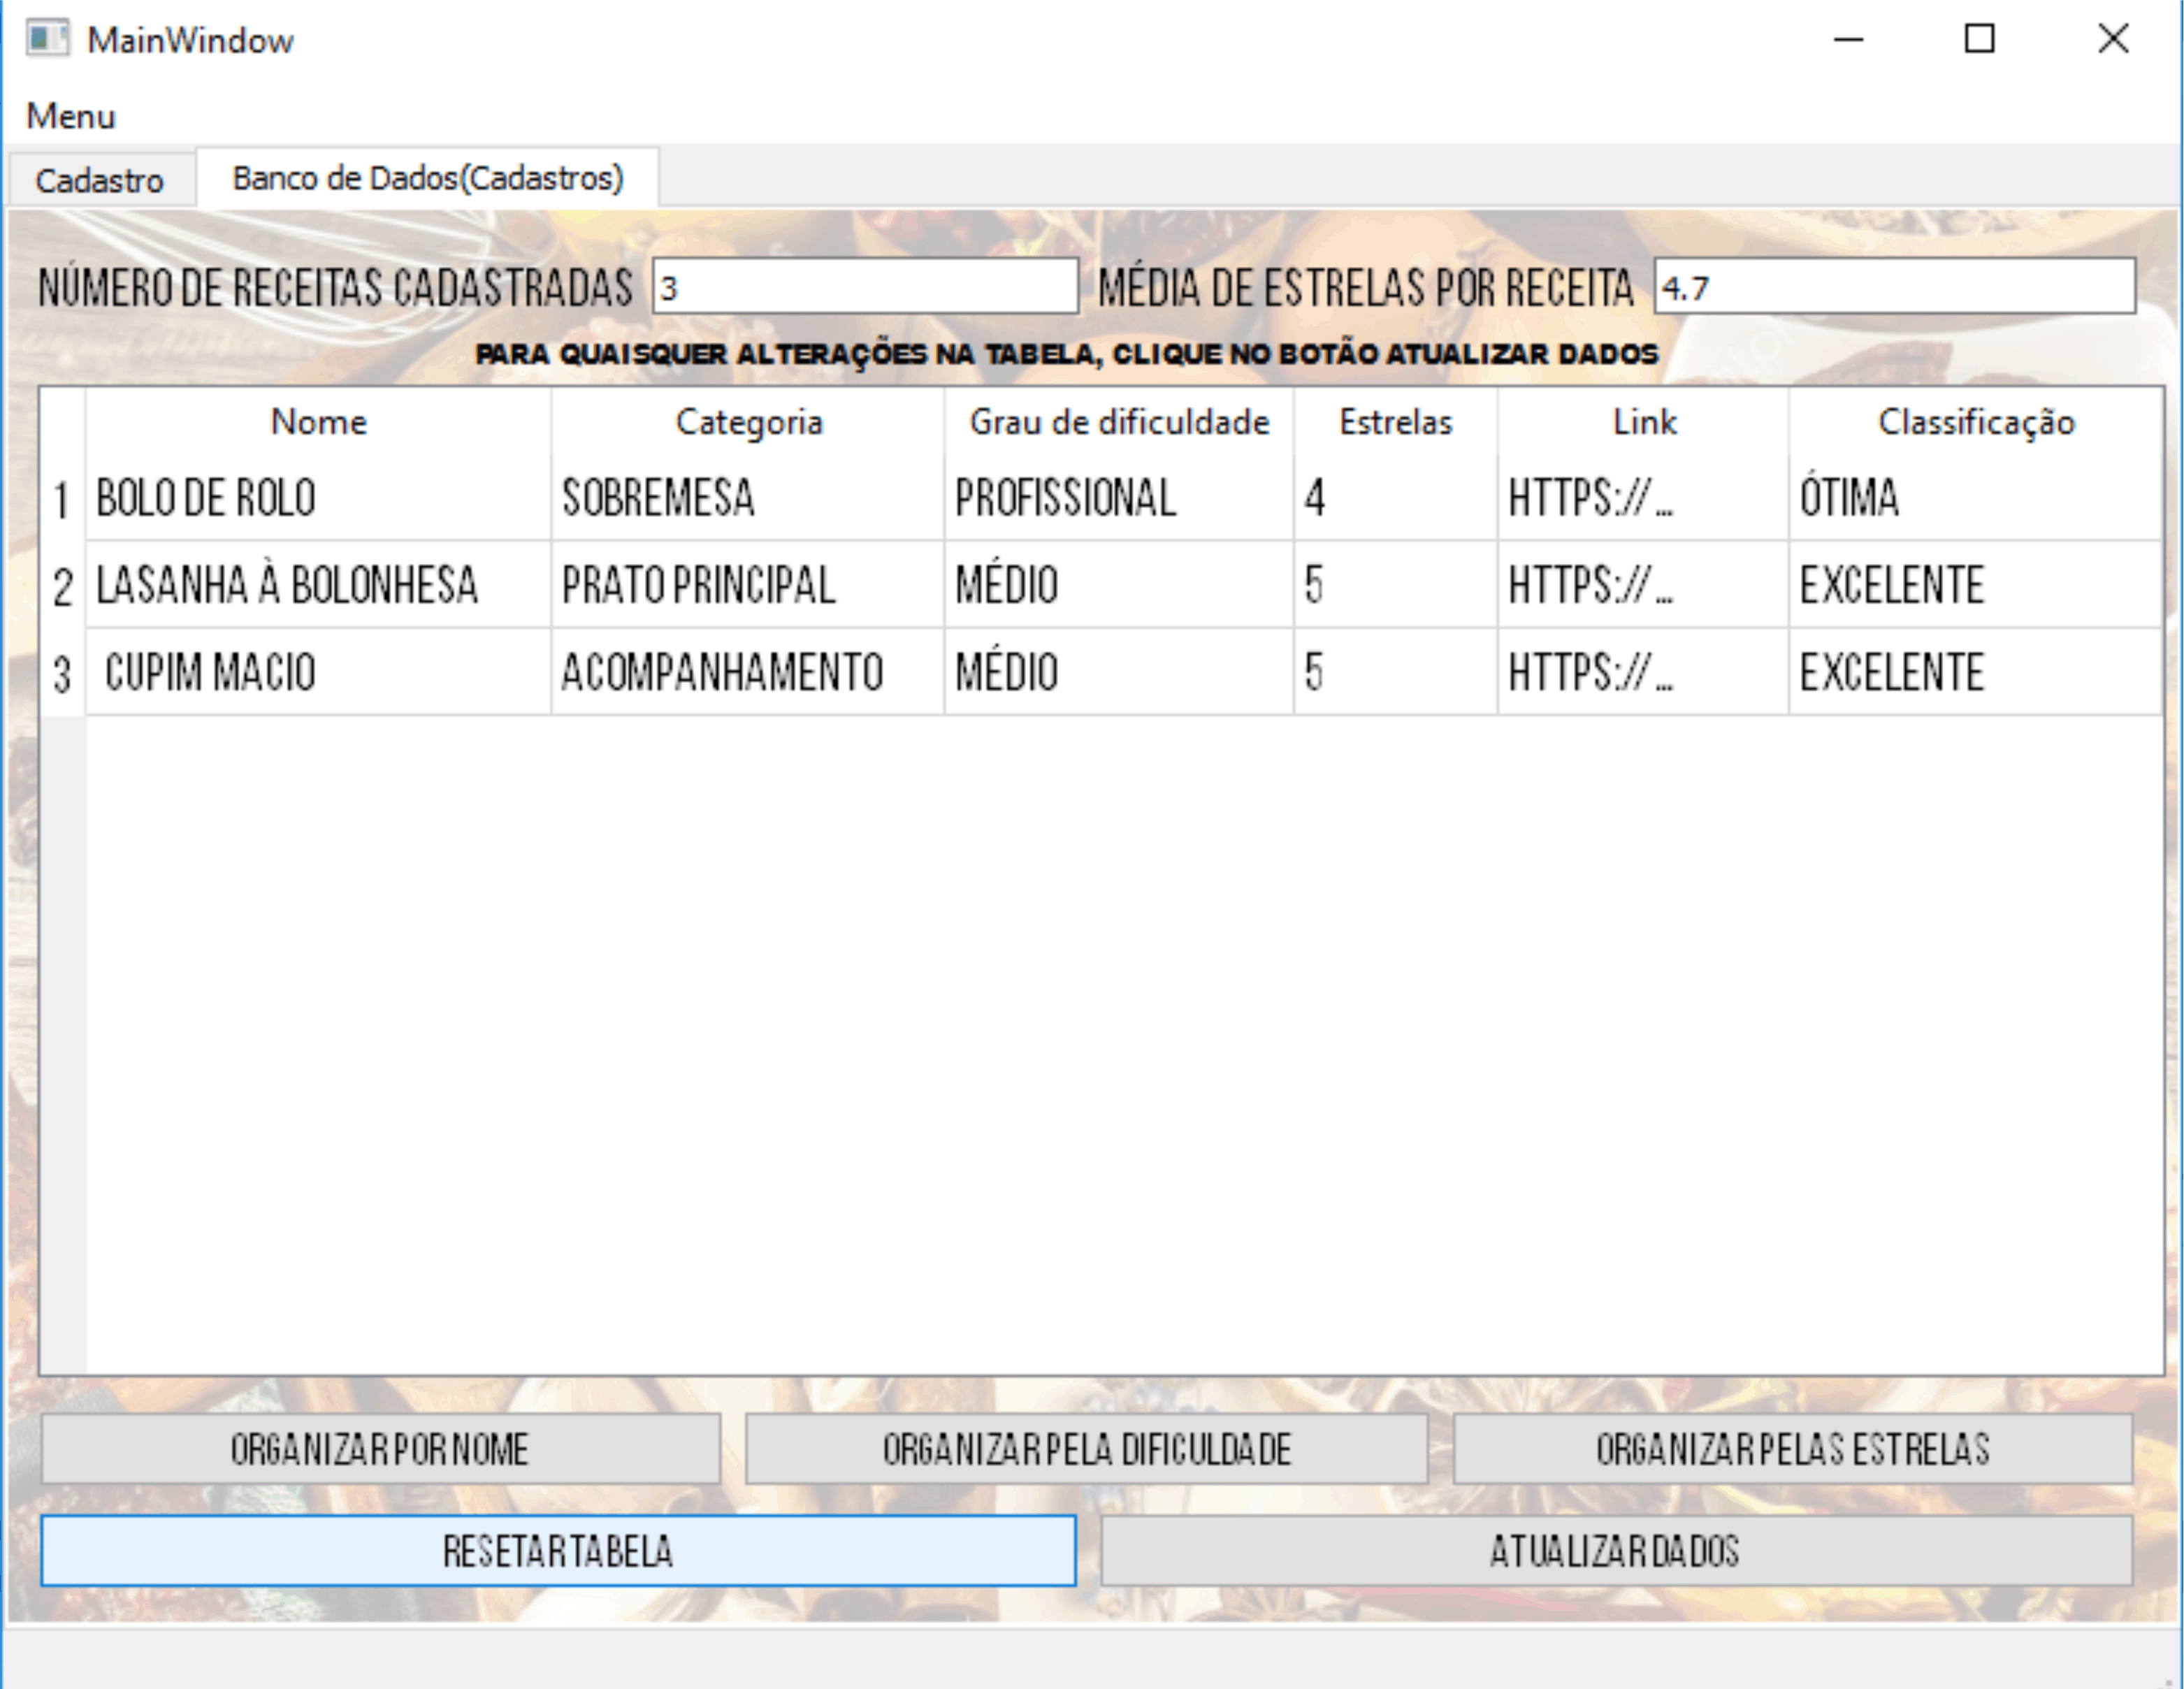 MainWindow
Menu
Cadastro Banco de Dados(Cadastros)
NÚMERO DE RECEITAS CADASTRADAS 3 MÉDIA DE ESTRELAS POR RECEITA 4.7
PARA QUAISQUER ALTERAÇÕES NA TABELA, CLIQUE NO BOTÃO ATUALIZAR DADOS
Nome Categoria Grau de dificuldade Estrelas Link Classificação
1 BOLO DE ROLO SOBREMESA PROFISSIONAL 4 HTTPS:// ... ÓTIMA
2 LASANHA À BOLONHESA PRATO PRINCIPAL MÉDIO 5 HTTPS:// ... EXCELENTE
3 CUPIM MACIO ACOMPANHAMENTO MÉDIO 5 HTTPS:// ... EXCELENTE
ORGANIZAR POR NOME ORGANIZAR PELA DIFICULDADE ORGANIZAR PELAS ESTRELAS
RESETAR TABELA ATUALIZAR DADOS